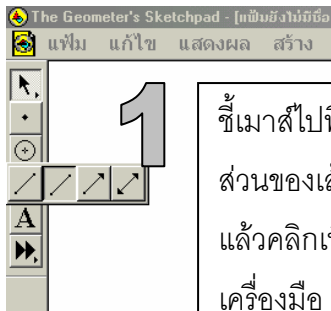 The Geometer's Sketchpad - [แฟ้มยังไม่มีชื่อ
แฟ้ม แก้ไข แสดงผล สร้าง
1
ชี้เมาส์ไปที่
ส่วนของเส้
แล้วคลิกเ
เครื่องมือ
A